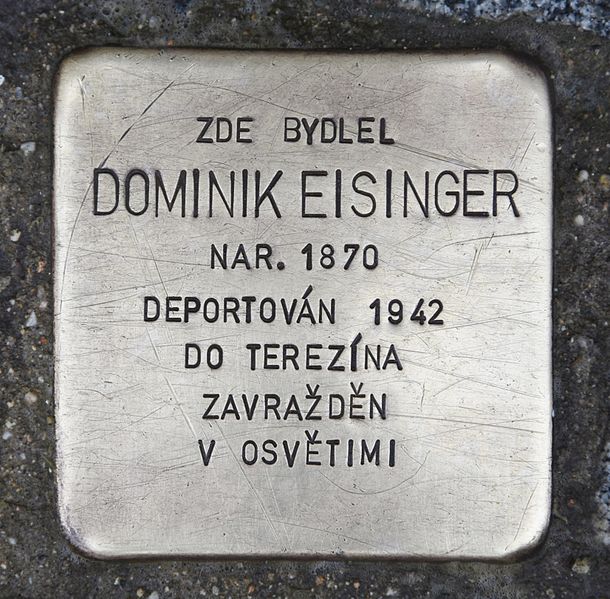 ZDE BYDLEL
DOMINIK EISINGER
NAR. 1870
DEPORTOVÁN 1942
DO TEREZÍNA
ZAVRAŽDĚN
V OSVĚTIMI